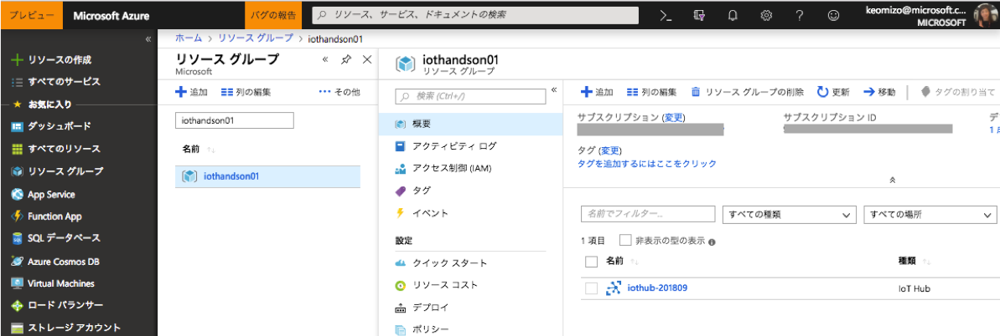 プレビュー
Microsoft Azure
バグの報告
リソース、サービス、ドキュメントの検索
keomizo@microsoft.c...
MICROSOFT
ホーム > リソース グループ > iothandson01
リソースの作成
すべてのサービス
お気に入り
ダッシュボード
すべてのリソース
リソース グループ
App Service
Function App
SQL データベース
Azure Cosmos DB
Virtual Machines
ロード バランサー
ストレージ アカウント
リソース グループ
Microsoft
追加
列の編集
その他
iothandson01
名前
iothandson01
iothandson01
リソース グループ
検索 (Ctrl+/)
概要
アクティビティ ログ
アクセス制御 (IAM)
タグ
イベント
設定
クイック スタート
リソース コスト
デプロイ
ポリシー
追加
列の編集
リソース グループの削除
更新
移動
タグの割り当て
サブスクリプション (変更)
サブスクリプション ID
デ
タグ (変更)
タグを追加するにはここをクリック
名前でフィルター...
すべての種類
すべての場所
1 項目
非表示の型の表示
名前
種類
iothub-201809
IoT Hub